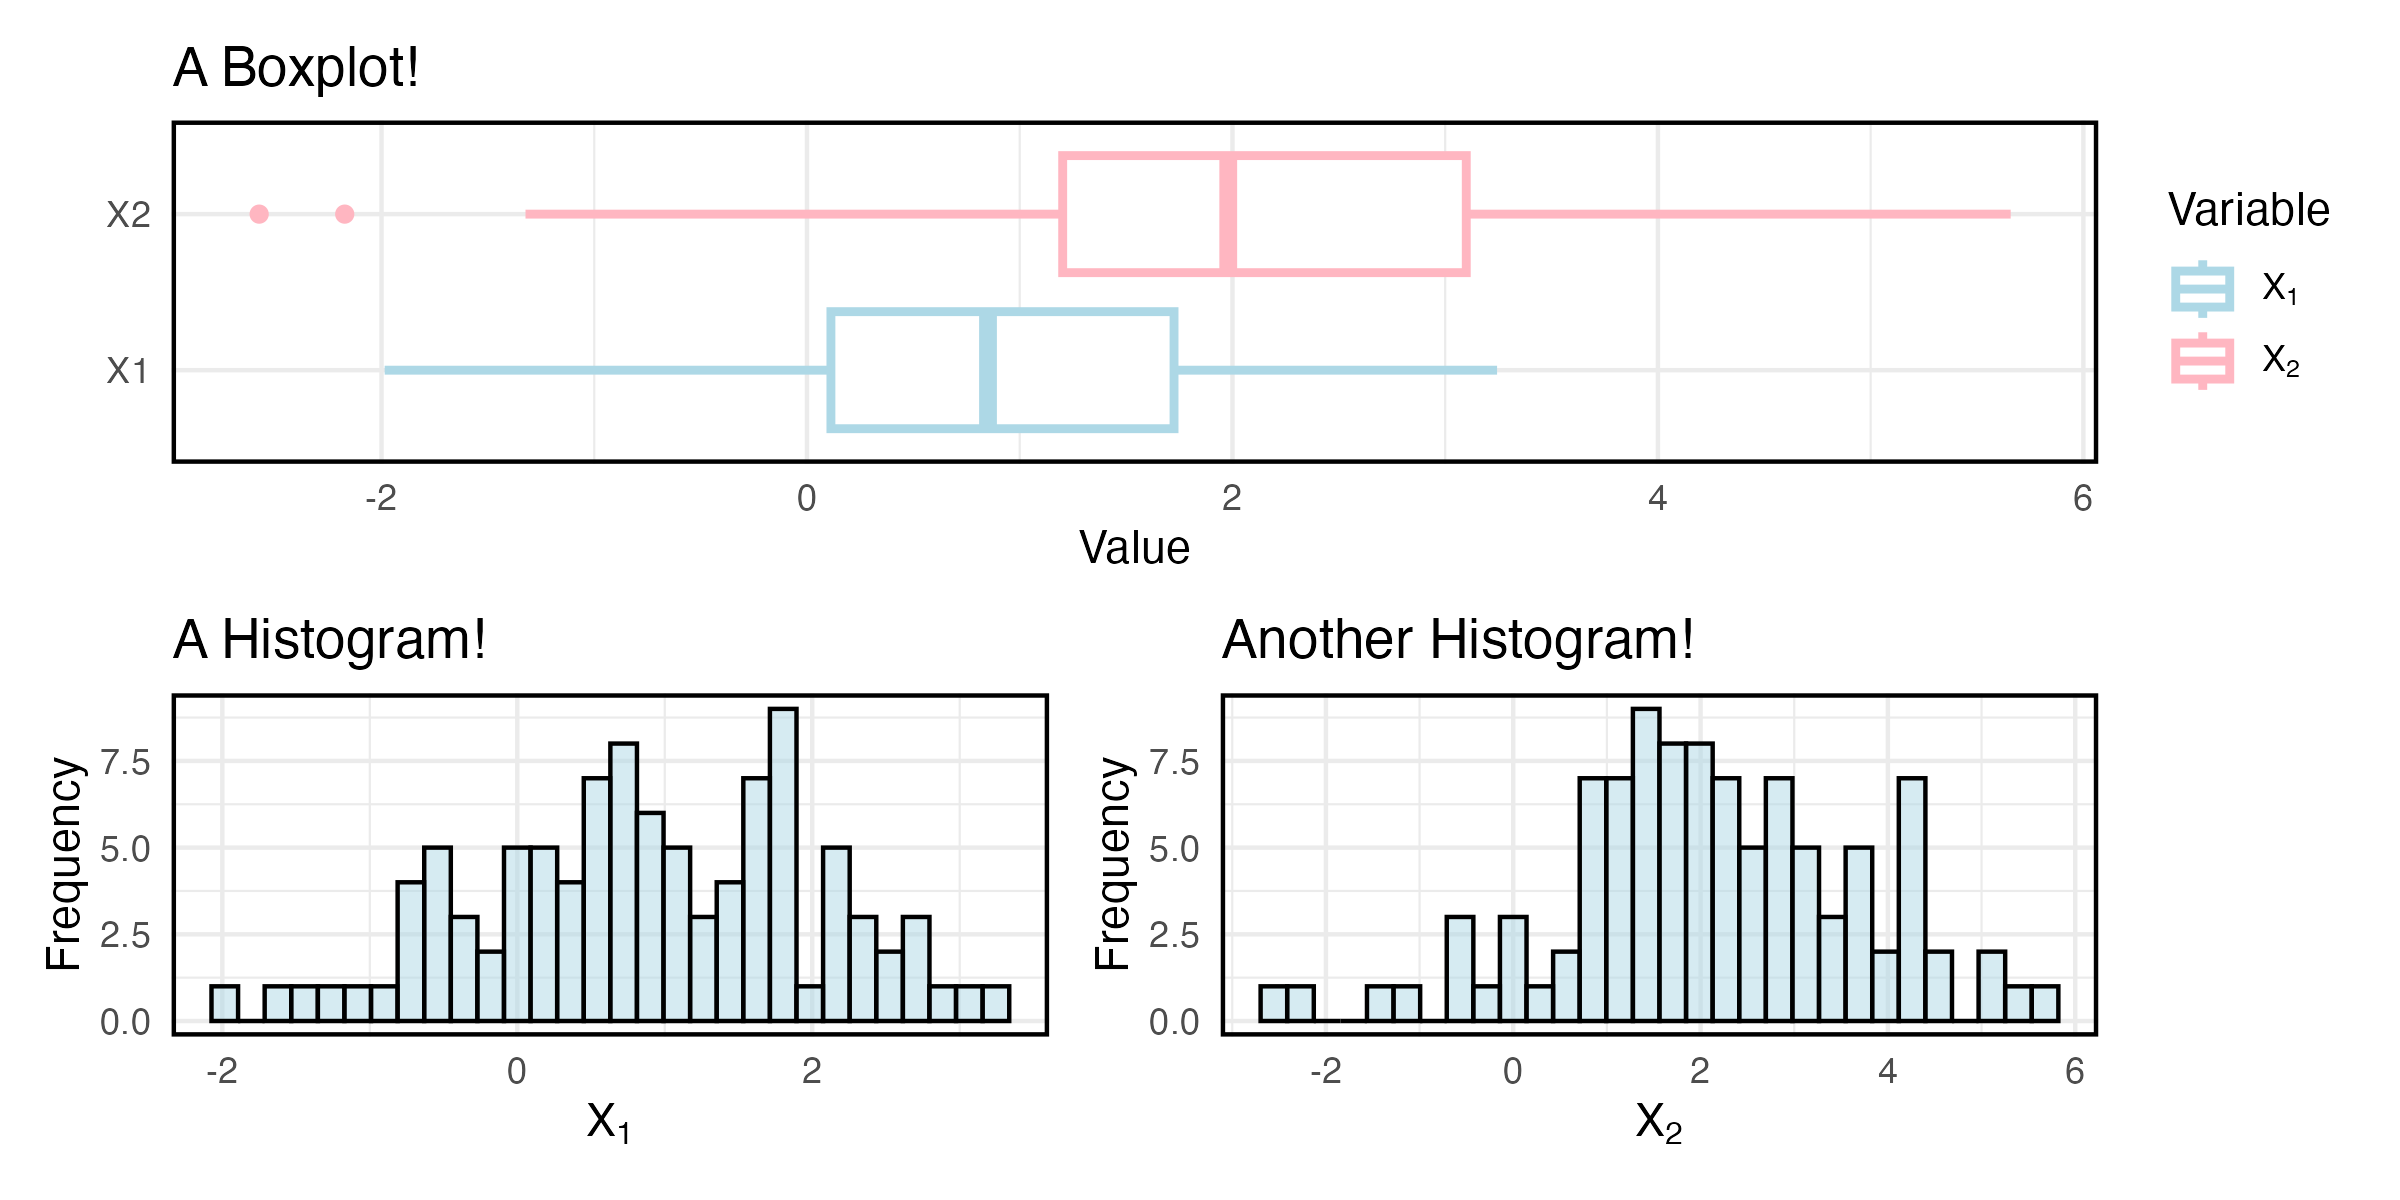 A Boxplot!
X2
X1
-2 0 2 4 6
Value
Variable
X₁
X₂
A Histogram!
Frequency
7.5
5.0
2.5
0.0
-2 0 2
X₁
Another Histogram!
Frequency
7.5
5.0
2.5
0.0
-2 0 2 4 6
X₂